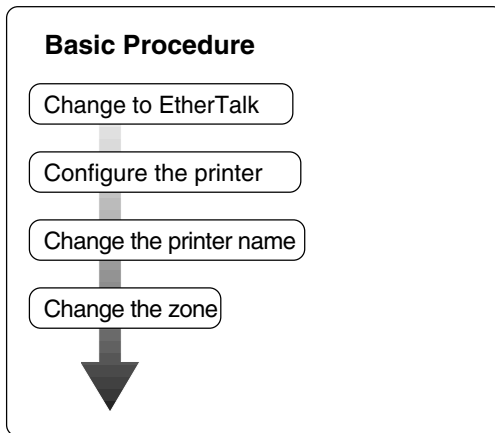 Basic Procedure
Change to EtherTalk
Configure the printer
Change the printer name
Change the zone